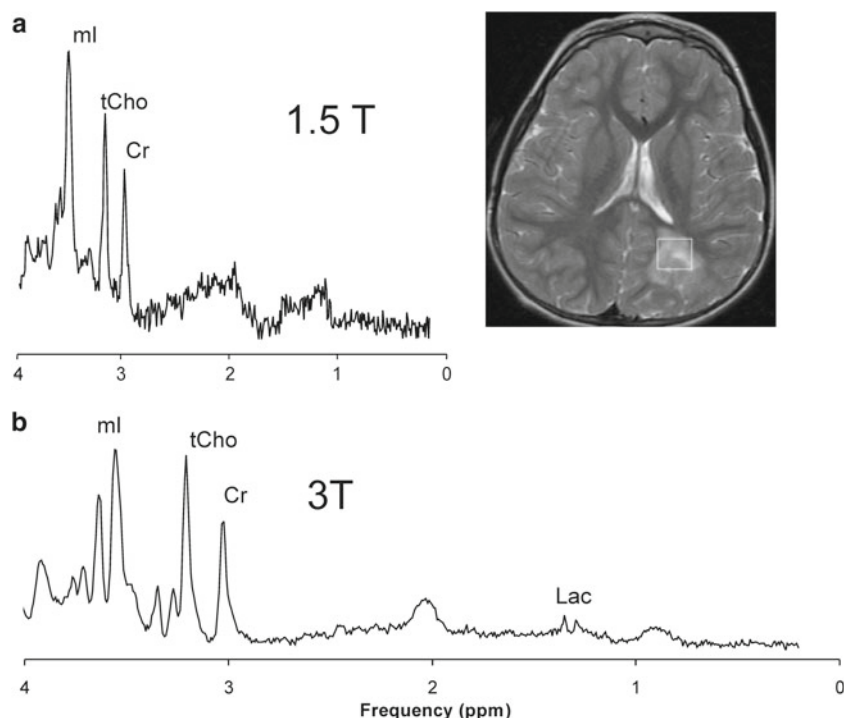 a
mI
tCho
Cr
1.5 T
4 3 2 1 0
b
mI
tCho
Cr
3T
Lac
4 3 2 1 0
Frequency (ppm)